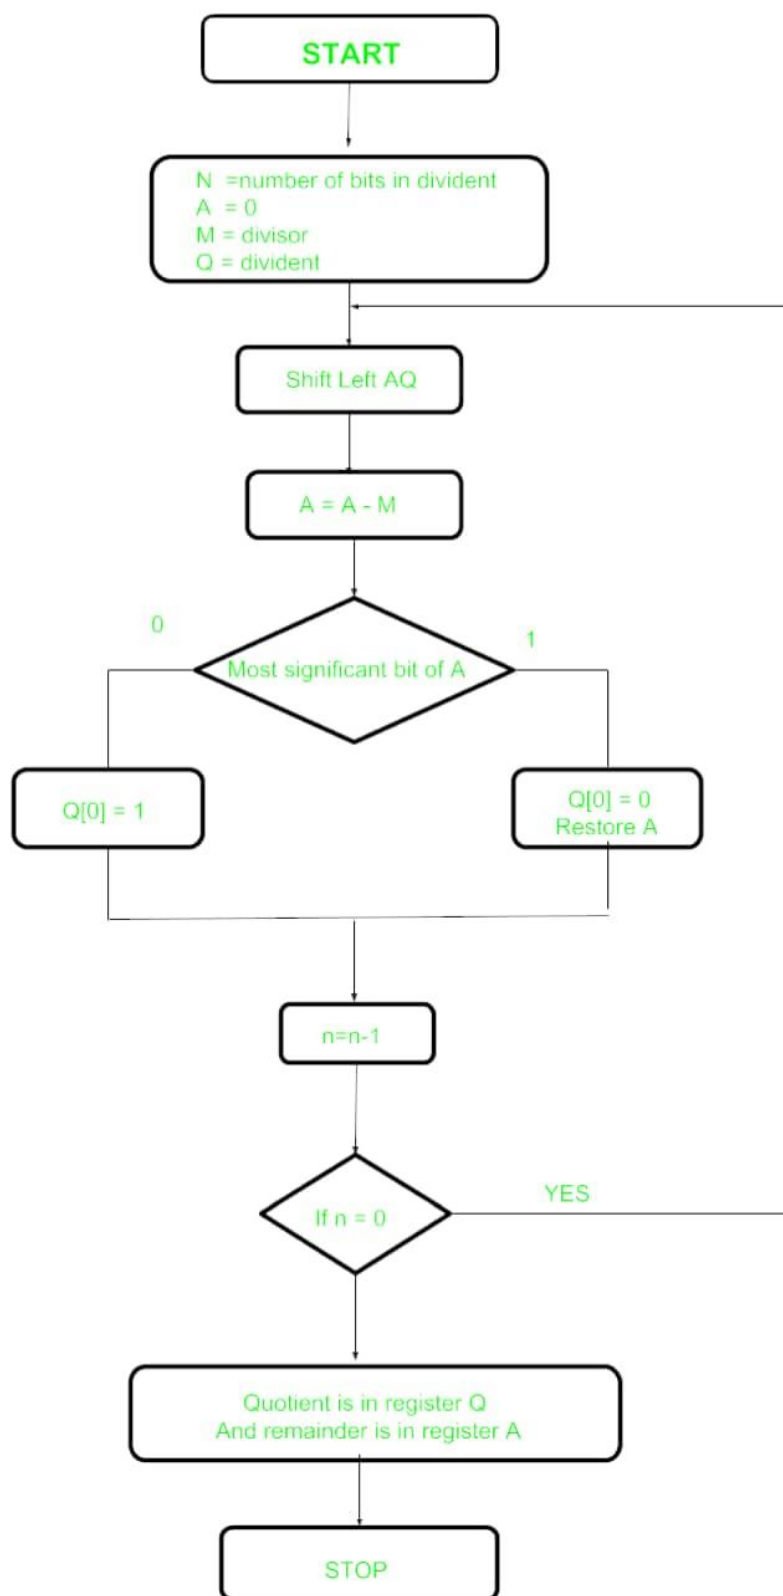 START
N =number of bits in divident
A = 0
M = divisor
Q = divident
Shift Left AQ
A = A - M
0
1
Most significant bit of A
Q[0] = 1
Q[0] = 0
Restore A
n=n-1
YES
If n = 0
Quotient is in register Q
And remainder is in register A
STOP